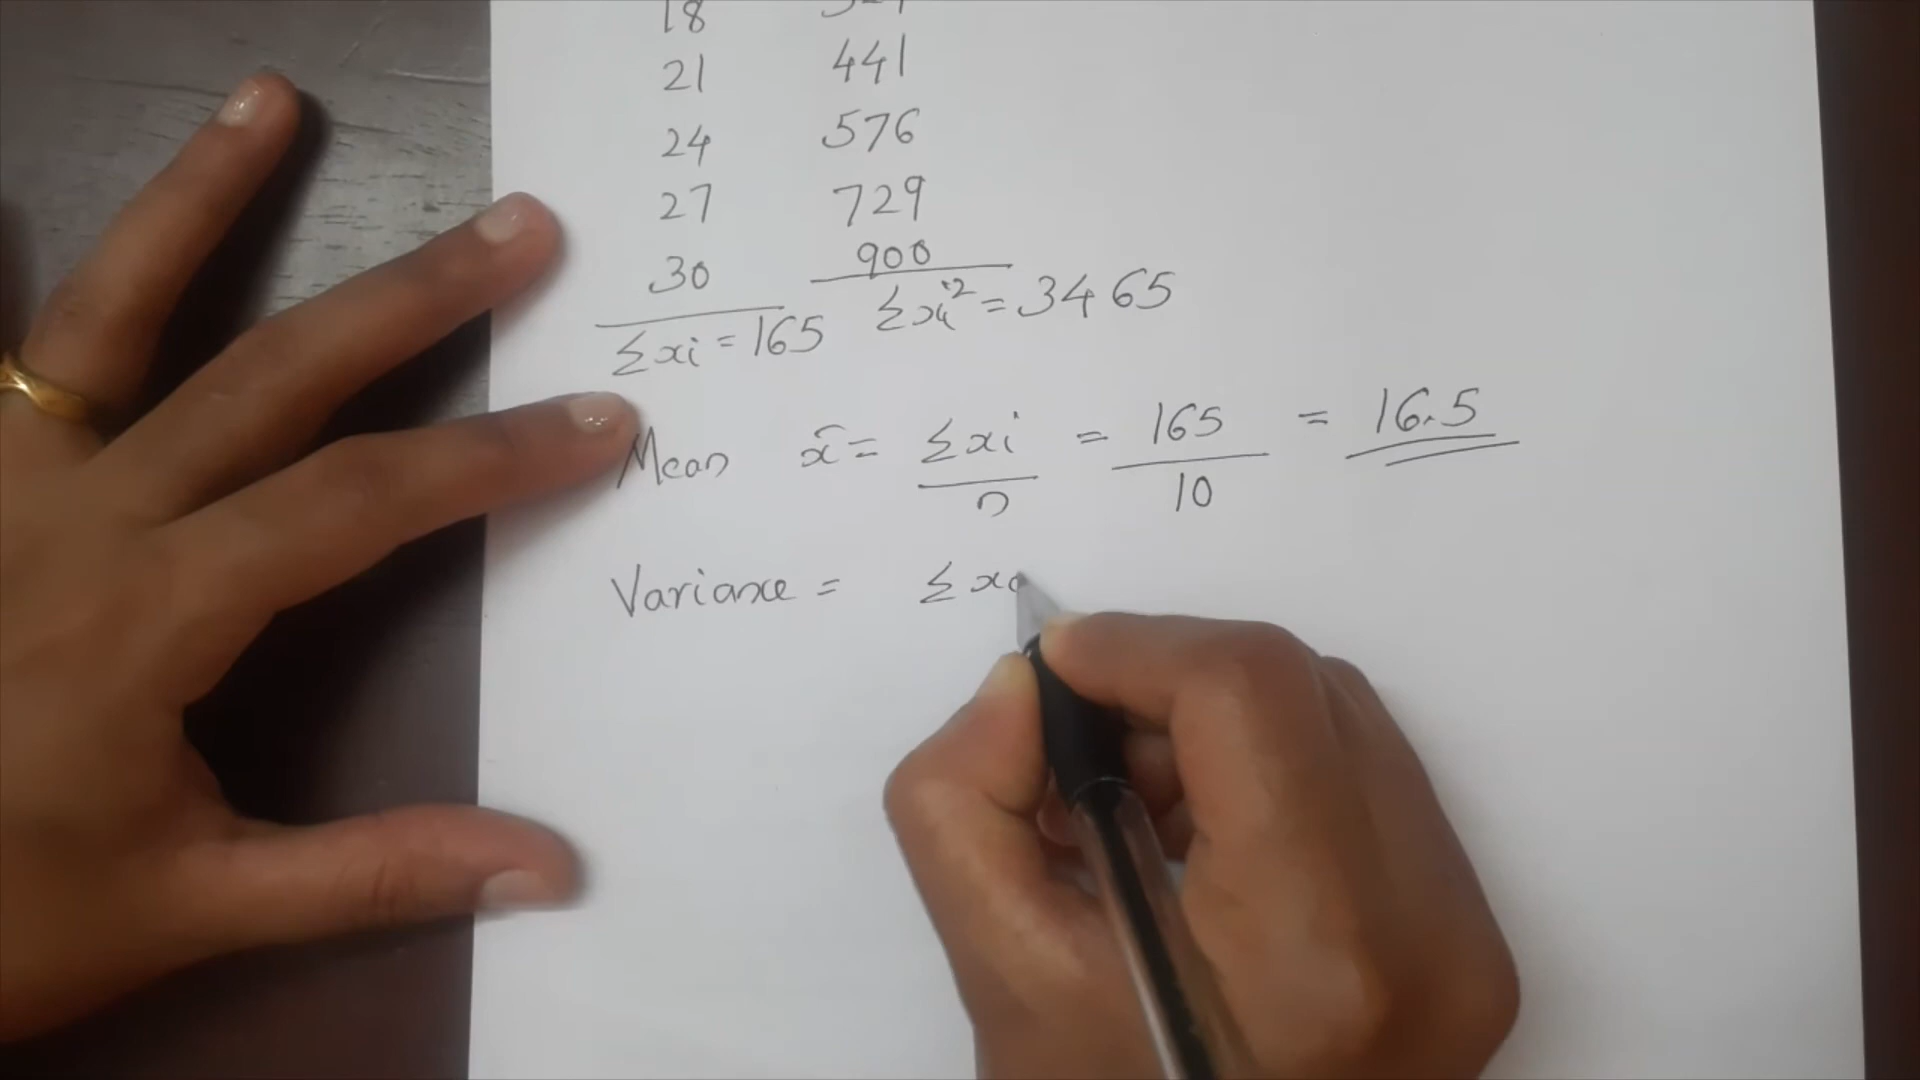 18
21 441
24 576
27 729
30 900
Σxi = 165 Σxi² = 3465
Mean x̄ = Σxi / n = 165 / 10 = 16.5
Variance = Σx